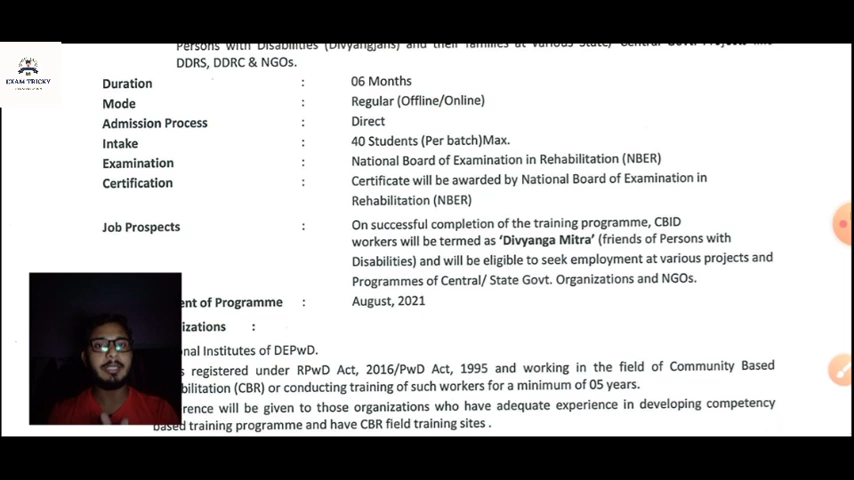 Persons with Disabilities (Divyangjans) and their families at various State/ Central Govt. Projects like
DDRS, DDRC & NGOs.
EXAM TRICKY
Duration : 06 Months
Mode : Regular (Offline/Online)
Admission Process : Direct
Intake : 40 Students (Per batch)Max.
Examination : National Board of Examination in Rehabilitation (NBER)
Certification : Certificate will be awarded by National Board of Examination in
Rehabilitation (NBER)
Job Prospects : On successful completion of the training programme, CBID
workers will be termed as ‘Divyanga Mitra’ (friends of Persons with
Disabilities) and will be eligible to seek employment at various projects and
Programmes of Central/ State Govt. Organizations and NGOs.
ent of Programme : August, 2021
izations :
onal Institutes of DEPwD.
s registered under RPwD Act, 2016/PwD Act, 1995 and working in the field of Community Based
bilitation (CBR) or conducting training of such workers for a minimum of 05 years.
erence will be given to those organizations who have adequate experience in developing competency
based training programme and have CBR field training sites .